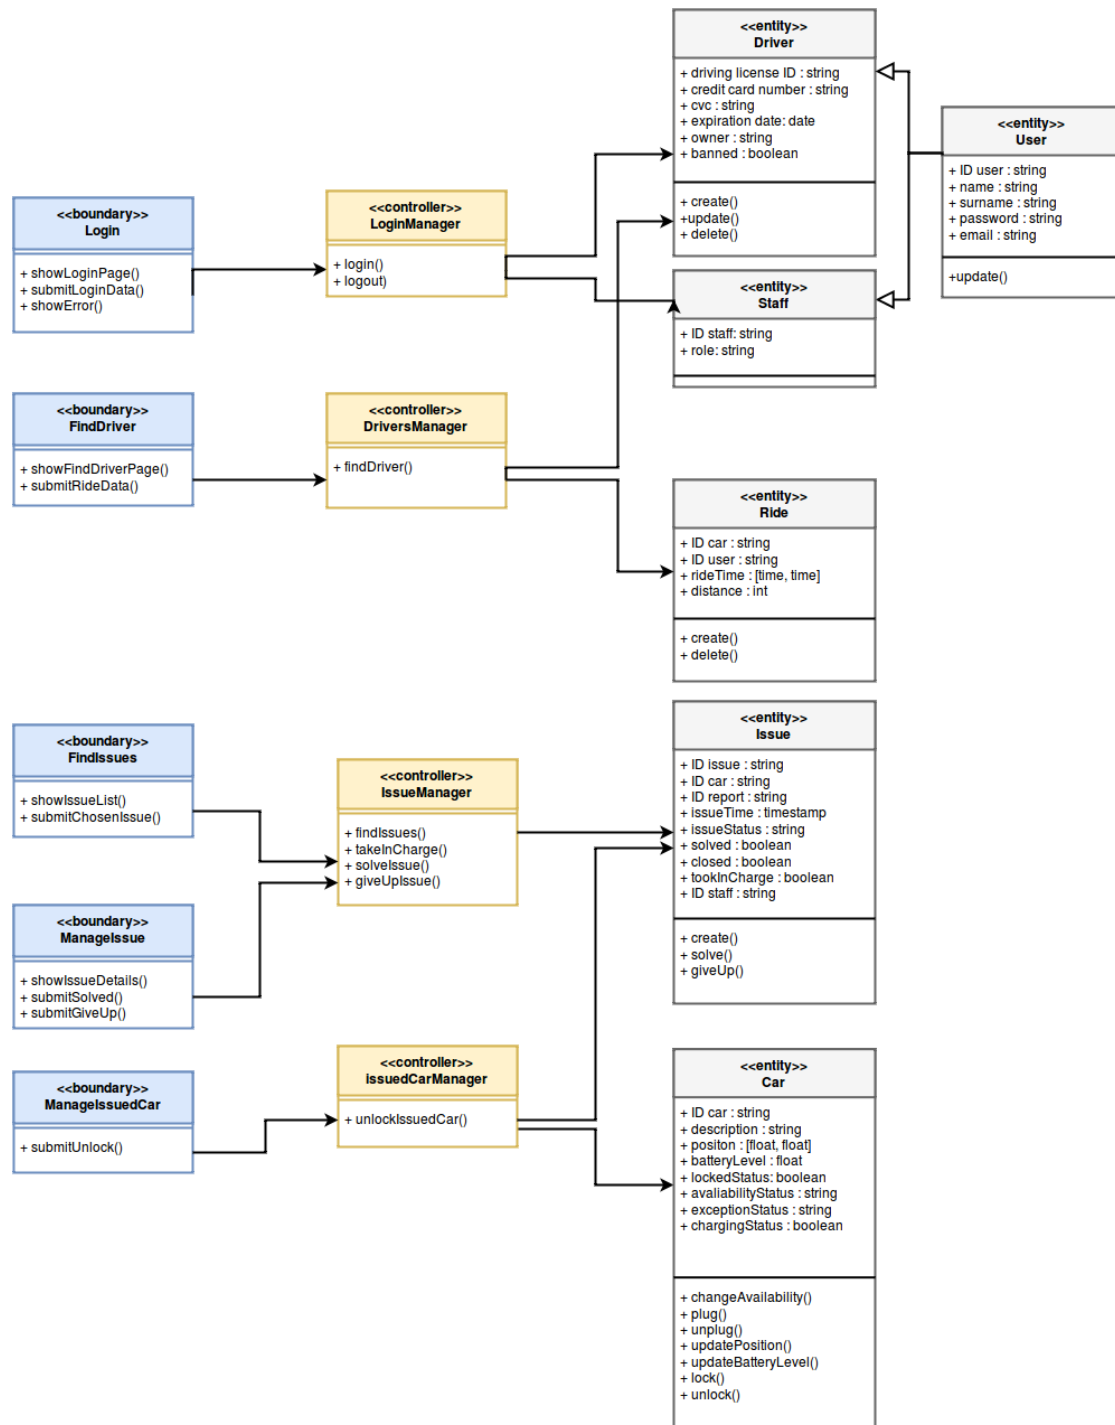 <<entity>>
Driver
+ driving license ID : string
+ credit card number : string
+ cvc : string
+ expiration date: date
+ owner : string
+ banned : boolean
+ create()
+update()
+ delete()
<<entity>>
User
+ ID user : string
+ name : string
+ surname : string
+ password : string
+ email : string
+update()
<<boundary>>
Login
+ showLoginPage()
+ submitLoginData()
+ showError()
<<controller>>
LoginManager
+ login()
+ logout)
<<entity>>
Staff
+ ID staff: string
+ role: string
<<boundary>>
FindDriver
+ showFindDriverPage()
+ submitRideData()
<<controller>>
DriversManager
+ findDriver()
<<entity>>
Ride
+ ID car : string
+ ID user : string
+ rideTime : [time, time]
+ distance : int
+ create()
+ delete()
<<boundary>>
FindIssues
+ showIssueList()
+ submitChosenIssue()
<<controller>>
IssueManager
+ findIssues()
+ takeInCharge()
+ solveIssue()
+ giveUpIssue()
<<entity>>
Issue
+ ID issue : string
+ ID car : string
+ ID report : string
+ issueTime : timestamp
+ issueStatus : string
+ solved : boolean
+ closed : boolean
+ tookInCharge : boolean
+ ID staff : string
+ create()
+ solve()
+ giveUp()
<<boundary>>
ManageIssue
+ showIssueDetails()
+ submitSolved()
+ submitGiveUp()
<<boundary>>
ManageIssuedCar
+ submitUnlock()
<<controller>>
issuedCarManager
+ unlockIssuedCar()
<<entity>>
Car
+ ID car : string
+ description : string
+ positon : [float, float]
+ batteryLevel : float
+ lockedStatus: boolean
+ avaliabilityStatus : string
+ exceptionStatus : string
+ chargingStatus : boolean
+ changeAvailability()
+ plug()
+ unplug()
+ updatePosition()
+ updateBatteryLevel()
+ lock()
+ unlock()